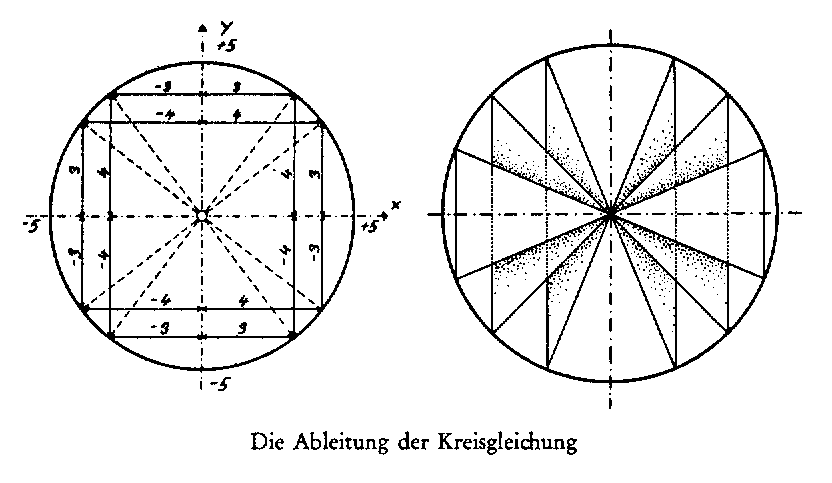 Y
+5
-3 3
-4 4
3 4 4 3
-5 +5 x
-3 -4 -4 -3
-4 4
-3 3
-5
Die Ableitung der Kreisgleichung